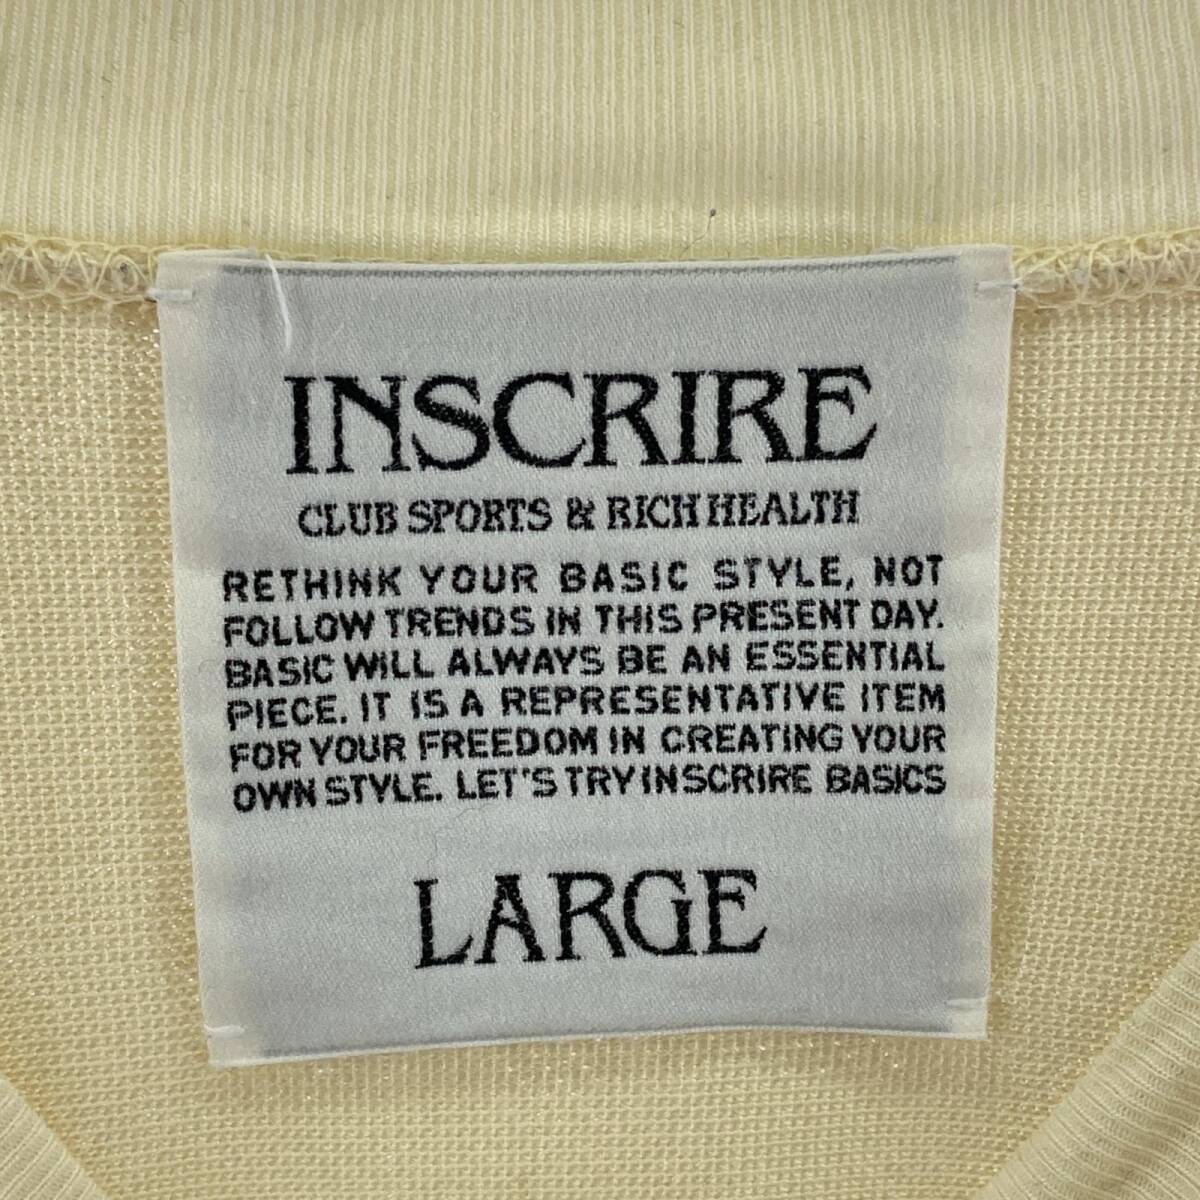 INSCRIRE
CLUB SPORTS & RICH HEALTH
RETHINK YOUR BASIC STYLE, NOT
FOLLOW TRENDS IN THIS PRESENT DAY.
BASIC WILL ALWAYS BE AN ESSENTIAL
PIECE. IT IS A REPRESENTATIVE ITEM
FOR YOUR FREEDOM IN CREATING YOUR
OWN STYLE. LET'S TRY INSCRIRE BASICS
LARGE